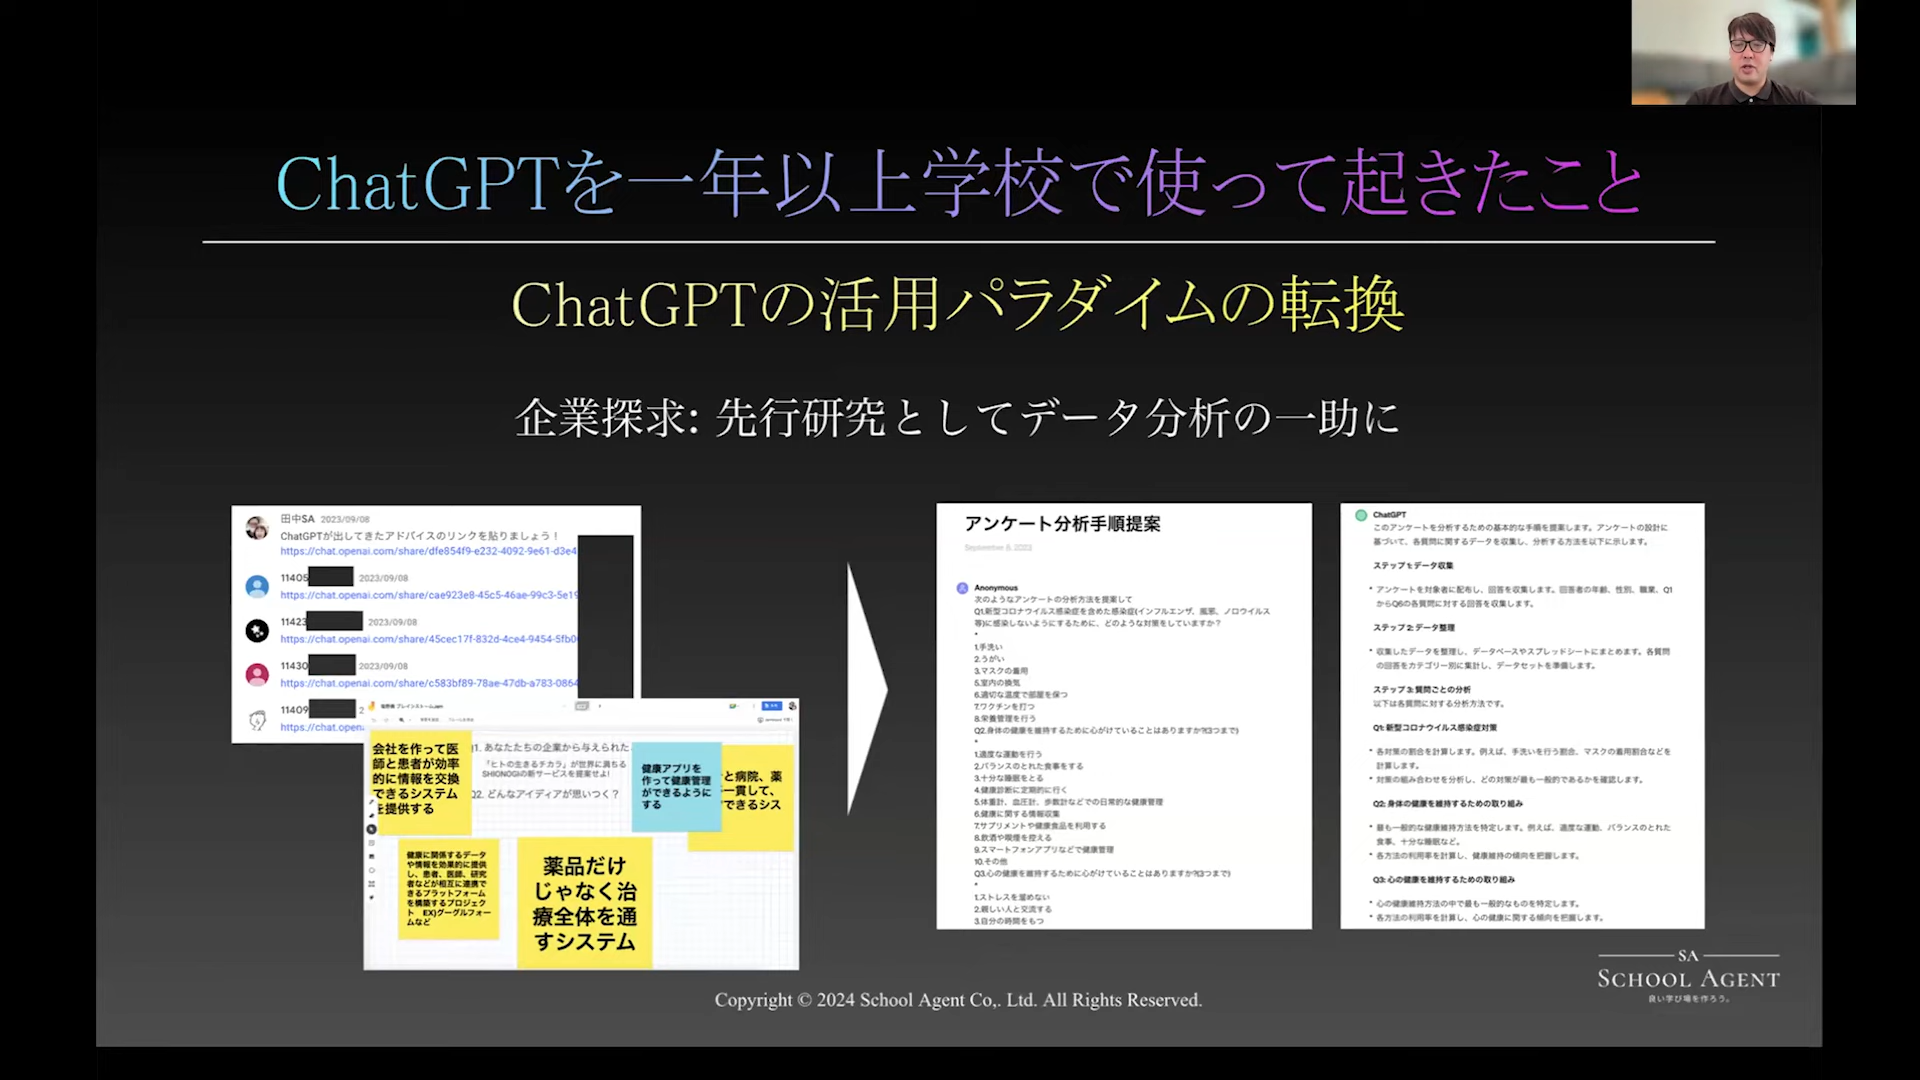 ChatGPTを一年以上学校で使って起きたこと
ChatGPTの活用パラダイムの転換
企業探求: 先行研究としてデータ分析の一助に
田中SA 2023/09/08
ChatGPTが出してきたアドバイスのリンクを貼りましょう!
https://chat.openai.com/share/dfe854f9-e232-4092-9e61-d3e4
11405 2023/09/08
https://chat.openai.com/share/cae923e8-45c5-46ae-99c3-5e19
11423 2023/09/08
https://chat.openai.com/share/45cec17f-832d-4ce4-9454-5fb0
11430 2023/09/08
https://chat.openai.com/share/c583bf89-78ae-47db-a783-0864
11409 2
https://chat.openai.com
会社を作って医
師と患者が効率
的に情報を交換
できるシステム
を提供する
Q1. あなたたちの企業から与えられた
「ヒトの生きるチカラ」が世界に満ちる
SHIONOGIの新サービスを提案せよ!
Q2. どんなアイディアが思いつく?
健康アプリを
作って健康管理
ができるように
する
と病院、薬
一貫して、
できるシス
健康に関係するデータ
や情報を効果的に提供
し、患者、医師、研究
者などが相互に連携で
きるプラットフォーム
を構築するプロジェク
ト EX)グーグルフォー
ムなど
薬品だけ
じゃなく治
療全体を通
すシステム
アンケート分析手順提案
September 8, 2023
Anonymous
次のようなアンケートの分析方法を提案して
Q1.新型コロナウイルス感染症を含めた感染症(インフルエンザ、風邪、ノロウイルス
等)に感染しないようにするために、どのような対策をしていますか?
•
1.手洗い
2.うがい
3.マスクの着用
5.室内の換気
6.適切な温度で部屋を保つ
7.ワクチンを打つ
8.栄養管理を行う
Q2.身体の健康を維持するために心がけていることはありますか?(3つまで)
•
1.適度な運動を行う
2.バランスのとれた食事をする
3.十分な睡眠をとる
4.健康診断に定期的に行く
5.体重計、血圧計、歩数計などでの日常的な健康管理
6.健康に関する情報収集
7.サプリメントや健康食品を利用する
8.飲酒や喫煙を控える
9.スマートフォンアプリなどで健康管理
10.その他
Q3.心の健康を維持するために心がけていることはありますか?(3つまで)
•
1.ストレスを溜めない
2.親しい人と交流する
3.自分の時間をもつ
ChatGPT
このアンケートを分析するための基本的な手順を提案します。アンケートの設計に
基づいて、各質問に関するデータを収集し、分析する方法を以下に示します。
ステップ 1: データ収集
• アンケートを対象者に配布し、回答を収集します。回答者の年齢、性別、職業、Q1
からQ6の各質問に対する回答を収集します。
ステップ 2: データ整理
• 収集したデータを整理し、データベースやスプレッドシートにまとめます。各質問
の回答をカテゴリー別に集計し、データセットを準備します。
ステップ 3: 質問ごとの分析
以下は各質問に対する分析方法です。
Q1: 新型コロナウイルス感染症対策
• 各対策の割合を計算します。例えば、手洗いを行う割合、マスクの着用割合などを
計算します。
• 対策の組み合わせを分析し、どの対策が最も一般的であるかを確認します。
Q2: 身体の健康を維持するための取り組み
• 最も一般的な健康維持方法を特定します。例えば、適度な運動、バランスのとれた
食事、十分な睡眠など。
• 各方法の利用率を計算し、健康維持の傾向を把握します。
Q3: 心の健康を維持するための取り組み
• 心の健康維持方法の中で最も一般的なものを特定します。
• 各方法の利用率を計算し、心の健康に関する傾向を把握します。
SA
SCHOOL AGENT
良い学び場を作ろう。
Copyright © 2024 School Agent Co,. Ltd. All Rights Reserved.